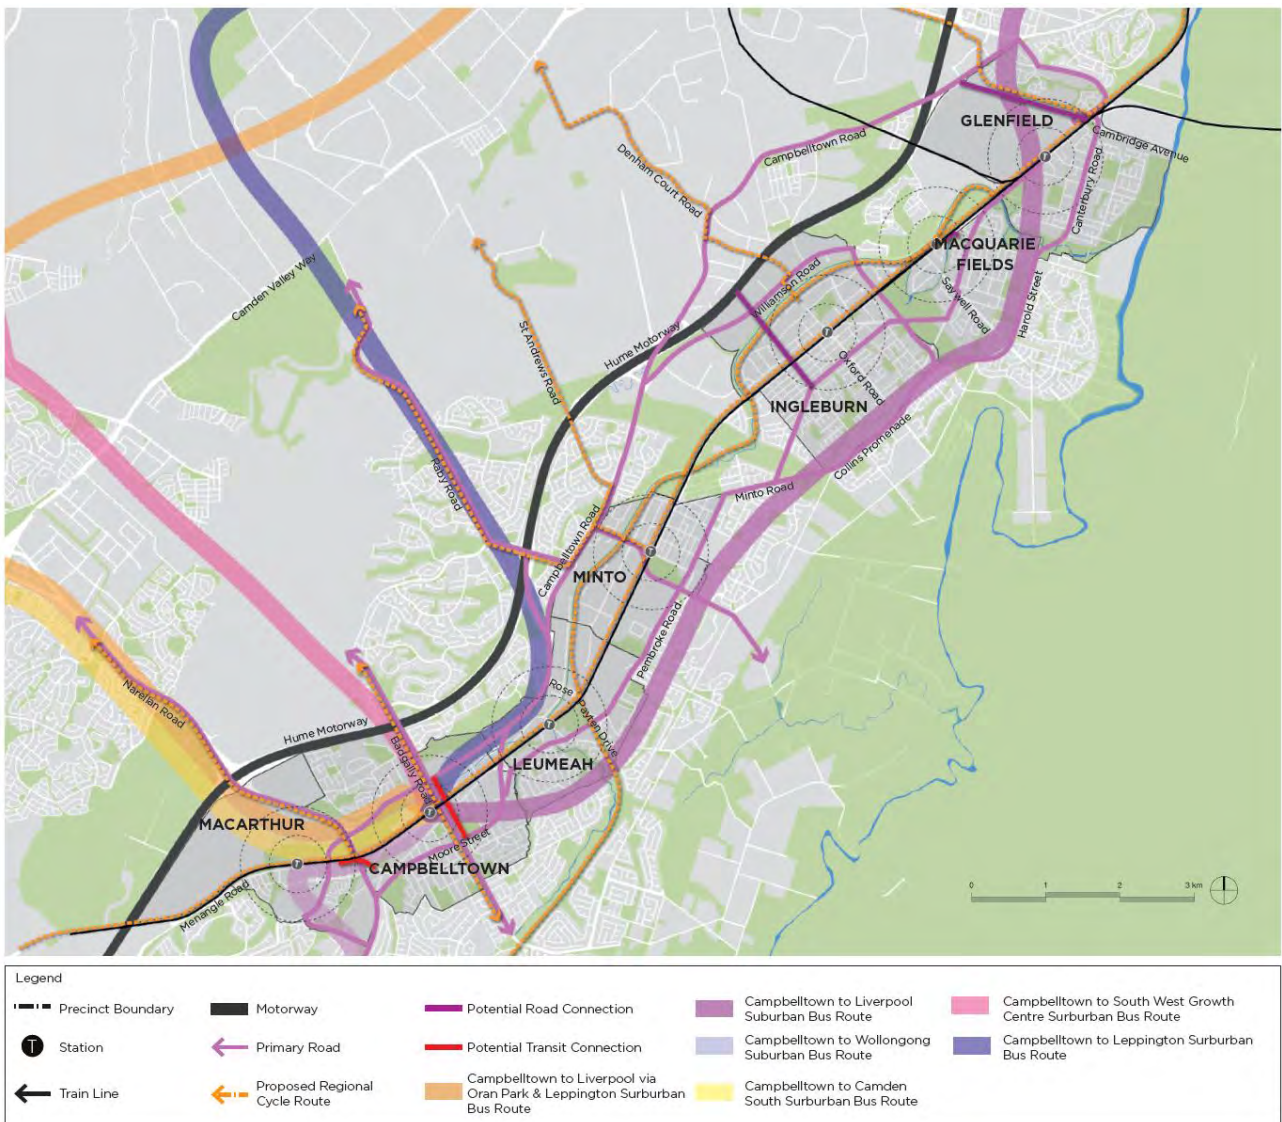 GLENFIELD
Cambridge Avenue
Campbelltown Road
Denham Court Road
Canterbury Road
MACQUARIE
FIELDS
Camden Valley Way
Williamson Road
Saywell Road
Harold Street
St Andrews Road
Hume Motorway
Oxford Road
INGLEBURN
Collins Promenade
Raby Road
Minto Road
Campbelltown Road
MINTO
Pembroke Road
Narellan Road
Rose
Payten Drive
Hume Motorway
Badgally Road
LEUMEAH
MACARTHUR
Moore Street
CAMPBELLTOWN
Menangle Road
T
T
T
T
T
T
T
0 1 2 3 km
Legend
Precinct Boundary
Motorway
Potential Road Connection
Campbelltown to Liverpool
Suburban Bus Route
Campbelltown to South West Growth
Centre Surburban Bus Route
T
Station
Primary Road
Potential Transit Connection
Campbelltown to Wollongong
Suburban Bus Route
Campbelltown to Leppington Surburban
Bus Route
Train Line
Proposed Regional
Cycle Route
Campbelltown to Liverpool via
Oran Park & Leppington Surburban
Bus Route
Campbelltown to Camden
South Surburban Bus Route